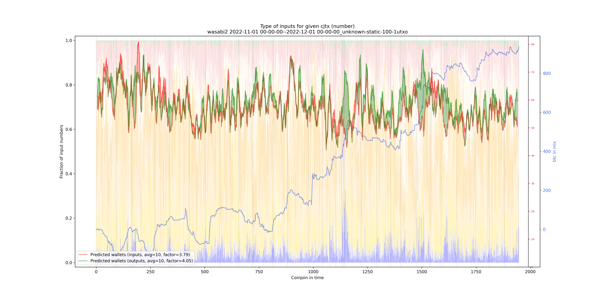 Type of inputs for given cjtx (number)
wasabi2 2022-11-01 00-00-00--2022-12-01 00-00-00_unknown-static-100-1utxo
Fraction of input numbers
1.0
0.8
0.6
0.4
0.2
0.0
Predicted wallets (inputs, avg=10, factor=3.79)
Predicted wallets (outputs, avg=10, factor=4.05)
0 250 500 750 1000 1250 1500 1750 2000
Coinjoin in time
800
600
400
200
0
btc in mix